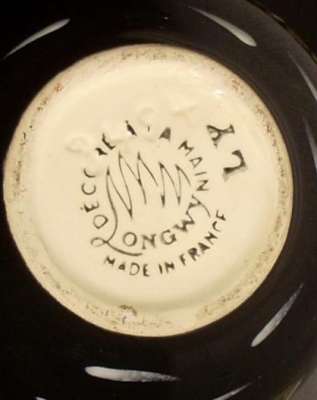 DÉCORÉ À LA MAIN
LONGWY
MADE IN FRANCE